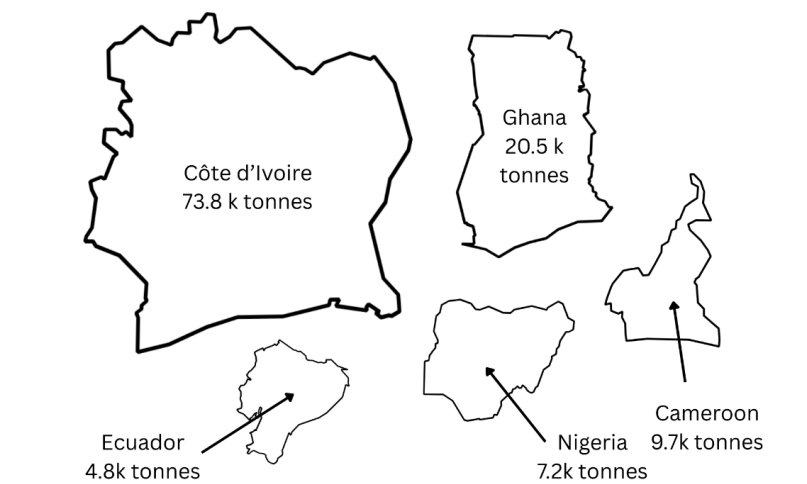 Côte d’Ivoire
73.8 k tonnes
Ghana
20.5 k
tonnes
Ecuador
4.8k tonnes
Nigeria
7.2k tonnes
Cameroon
9.7k tonnes